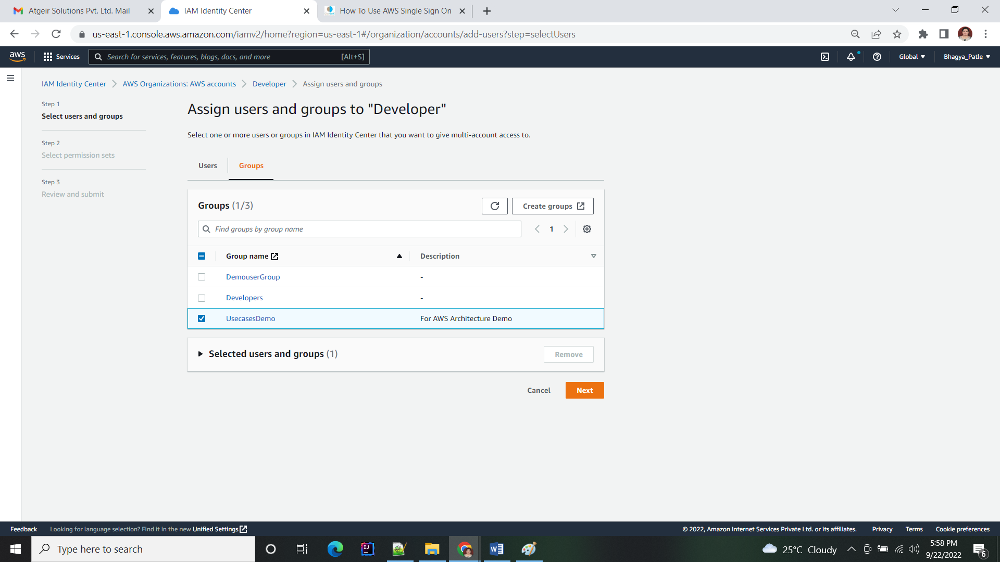 Atgeir Solutions Pvt. Ltd. Mail
IAM Identity Center
How To Use AWS Single Sign On
us-east-1.console.aws.amazon.com/iamv2/home?region=us-east-1#/organization/accounts/add-users?step=selectUsers
aws
Services
Search for services, features, blogs, docs, and more
[Alt+S]
Global
Bhagya_Patle
IAM Identity Center
AWS Organizations: AWS accounts
Developer
Assign users and groups
Step 1
Select users and groups
Step 2
Select permission sets
Step 3
Review and submit
Assign users and groups to "Developer"
Select one or more users or groups in IAM Identity Center that you want to give multi-account access to.
Users
Groups
Groups (1/3)
Create groups
Find groups by group name
1
Group name
Description
DemouserGroup
-
Developers
-
UsecasesDemo
For AWS Architecture Demo
Selected users and groups (1)
Remove
Cancel
Next
Feedback
Looking for language selection? Find it in the new Unified Settings
© 2022, Amazon Internet Services Private Ltd. or its affiliates.
Privacy
Terms
Cookie preferences
Type here to search
25°C Cloudy
5:58 PM
9/22/2022
6